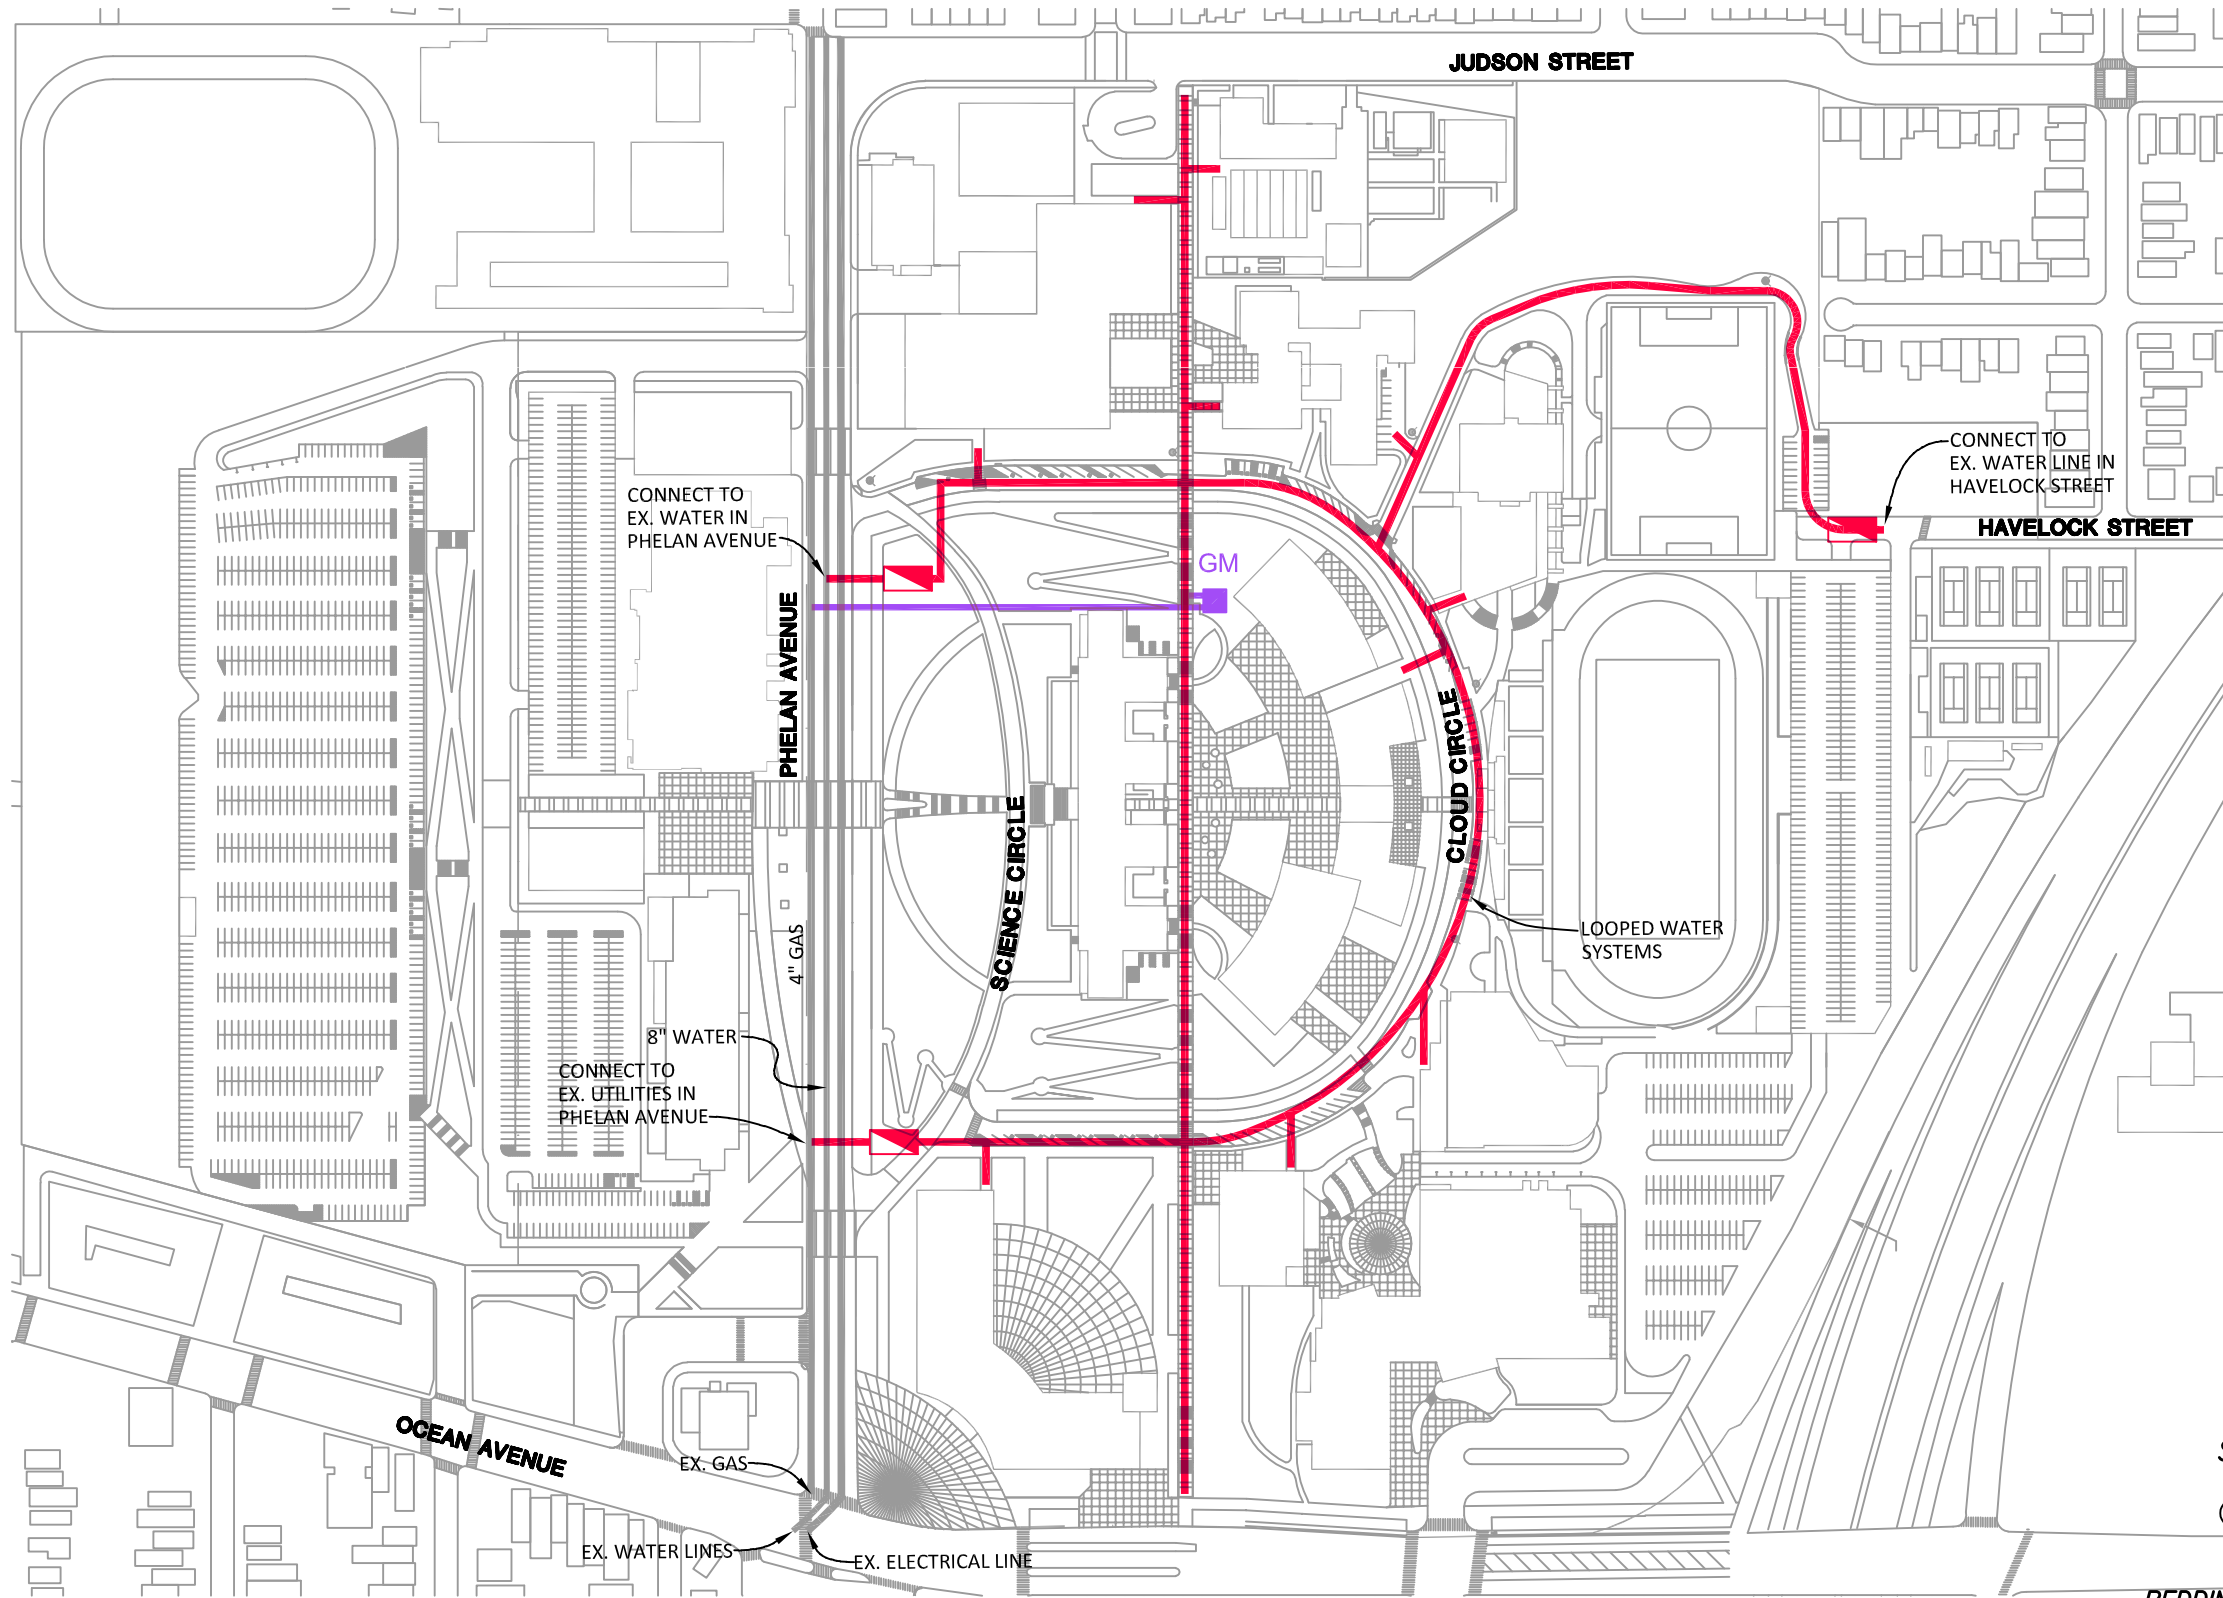 JUDSON STREET
CONNECT TO
EX. WATER LINE IN
HAVELOCK STREET
HAVELOCK STREET
CONNECT TO
EX. WATER IN
PHELAN AVENUE
GM
PHELAN AVENUE
CLOUD CIRCLE
SCIENCE CIRCLE
4" GAS
LOOPED WATER
SYSTEMS
8" WATER
CONNECT TO
EX. UTILITIES IN
PHELAN AVENUE
OCEAN AVENUE
EX. GAS
EX. WATER LINES
EX. ELECTRICAL LINE